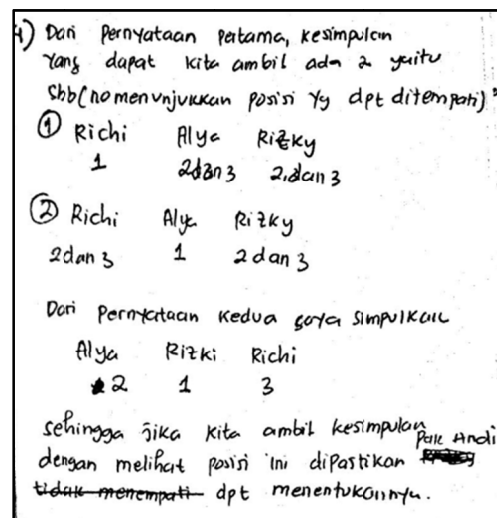 4) Dari Pernyataan Pertama, kesimpulan
Yang dapat kita ambil ada 2 yaitu
shb (no menunjukkan posisi yg dpt ditempati)
① Richi Alya Rizky
1 2 dan 3 2 dan 3
② Richi Alya Rizky
2 dan 3 1 2 dan 3
Dari Pernyataan Kedua saya simpulkan
Alya Rizki Richi
2 1 3
sehingga jika kita ambil kesimpulan
dengan melihat posisi ini dipastikan Pak Andi
tidak menempati dpt menentukannya.